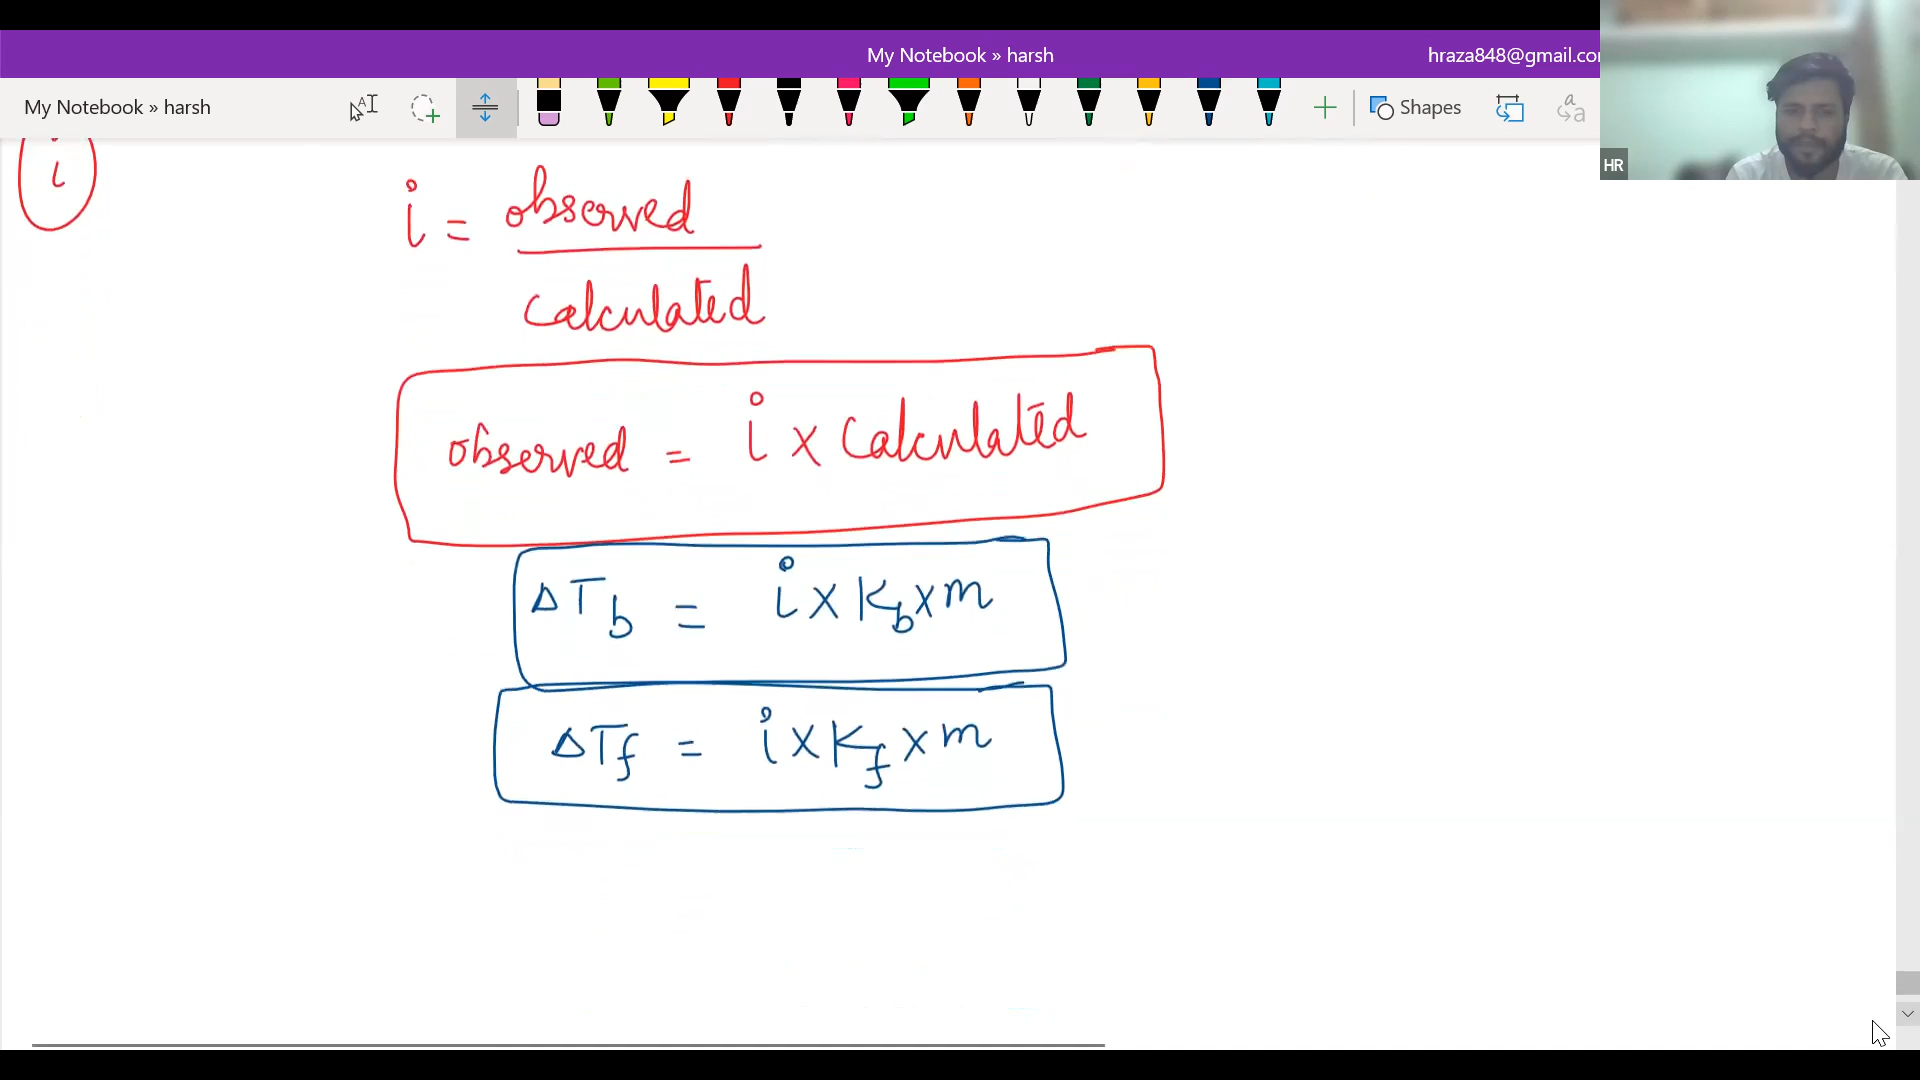 My Notebook » harsh
hraza848@gmail.co
My Notebook » harsh
Shapes
HR
i
i = observed
calculated
observed = i × calculated
ΔTb = i × Kb × m
ΔTf = i × Kf × m